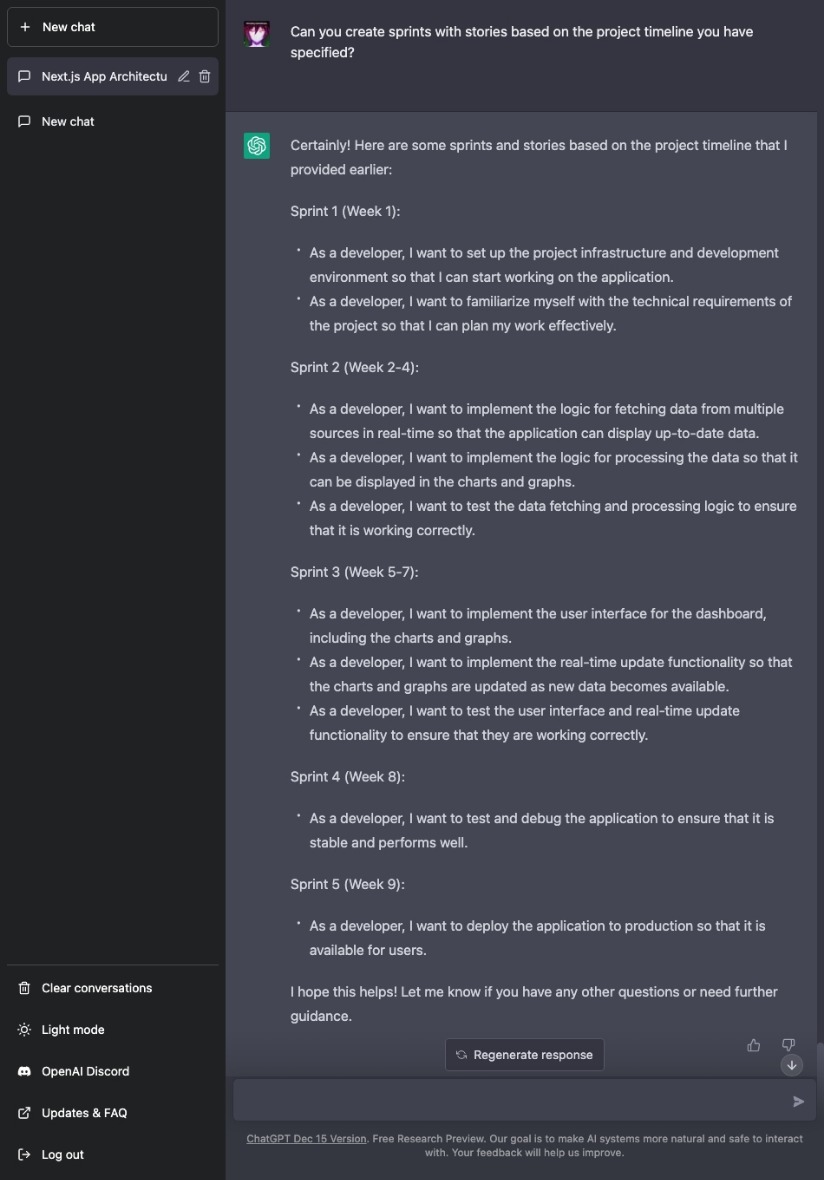 New chat
Next.js App Architectu
New chat
Clear conversations
Light mode
OpenAI Discord
Updates & FAQ
Log out
Can you create sprints with stories based on the project timeline you have
specified?
Certainly! Here are some sprints and stories based on the project timeline that I
provided earlier:
Sprint 1 (Week 1):
• As a developer, I want to set up the project infrastructure and development
environment so that I can start working on the application.
• As a developer, I want to familiarize myself with the technical requirements of
the project so that I can plan my work effectively.
Sprint 2 (Week 2-4):
• As a developer, I want to implement the logic for fetching data from multiple
sources in real-time so that the application can display up-to-date data.
• As a developer, I want to implement the logic for processing the data so that it
can be displayed in the charts and graphs.
• As a developer, I want to test the data fetching and processing logic to ensure
that it is working correctly.
Sprint 3 (Week 5-7):
• As a developer, I want to implement the user interface for the dashboard,
including the charts and graphs.
• As a developer, I want to implement the real-time update functionality so that
the charts and graphs are updated as new data becomes available.
• As a developer, I want to test the user interface and real-time update
functionality to ensure that they are working correctly.
Sprint 4 (Week 8):
• As a developer, I want to test and debug the application to ensure that it is
stable and performs well.
Sprint 5 (Week 9):
• As a developer, I want to deploy the application to production so that it is
available for users.
I hope this helps! Let me know if you have any other questions or need further
guidance.
Regenerate response
ChatGPT Dec 15 Version. Free Research Preview. Our goal is to make AI systems more natural and safe to interact
with. Your feedback will help us improve.